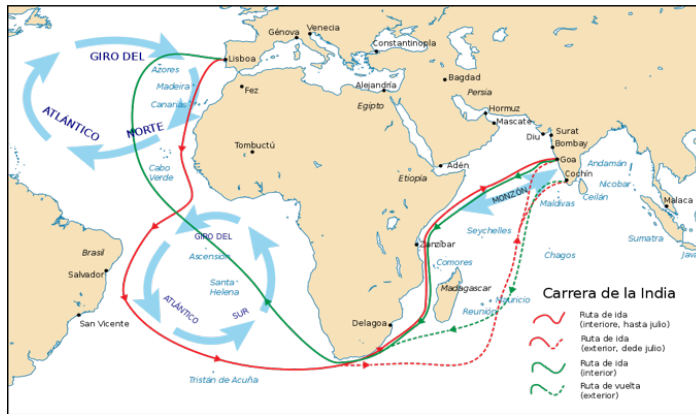 Génova
Venecia
Constantinopla
Lisboa
GIRO DEL
ATLÁNTICO
NORTE
Azores
Madeira
Canarias
Fez
Alejandría
Egipto
Bagdad
Persia
Hormuz
Mascate
Diu
Surat
Bombay
Goa
Cochín
Andamán
Nicobar
Ceilán
Maldivas
Malaca
Sumatra
Java
Tombuctú
Cabo
Verde
Etiopía
Adén
MONZÓN
Seychelles
Chagos
Zanzíbar
Comores
Madagascar
Mauricio
Reunión
Delagoa
GIRO DEL
ATLÁNTICO
SUR
Ascensión
Santa
Helena
Brasil
Salvador
San Vicente
Tristán de Acuña
Carrera de la India
Ruta de ida
(interiore, hasta julio)
Ruta de ida
(exterior, dede julio)
Ruta de ida
(interior)
Ruta de vuelta
(exterior)